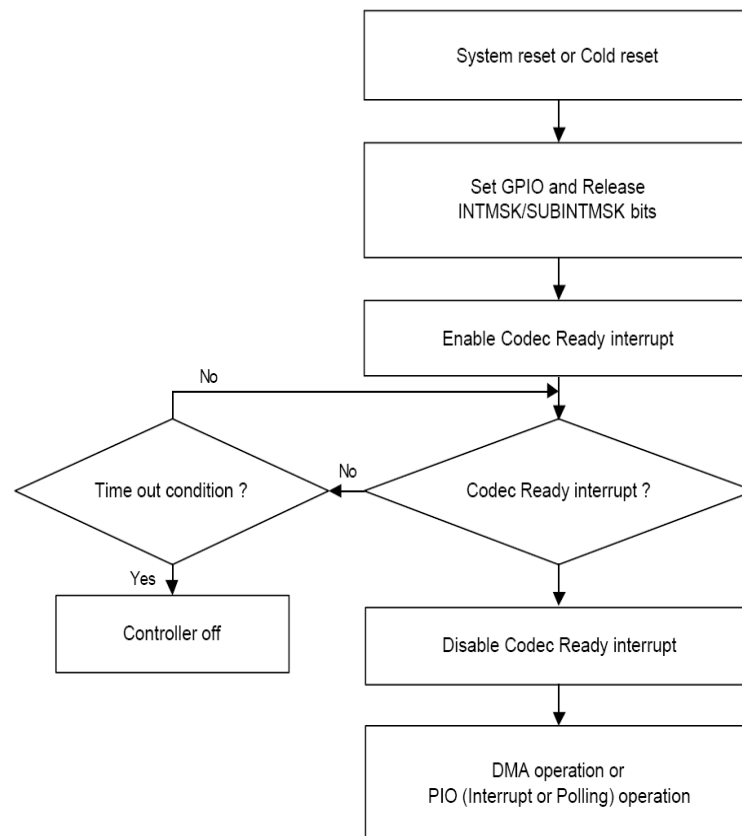 System reset or Cold reset
Set GPIO and Release
INTMSK/SUBINTMSK bits
Enable Codec Ready interrupt
No
Time out condition ?
No
Codec Ready interrupt ?
Yes
Controller off
Disable Codec Ready interrupt
DMA operation or
PIO (Interrupt or Polling) operation